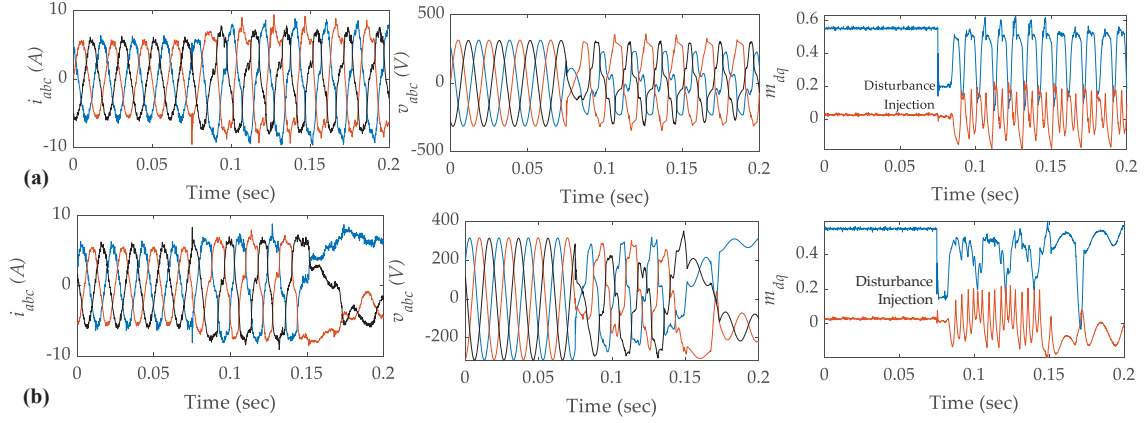 10
0
-10
i_abc (A)
0 0.05 0.1 0.15 0.2
Time (sec)
500
0
-500
v_abc (V)
0 0.05 0.1 0.15 0.2
Time (sec)
0.6
0.4
0.2
0
m_dq
Disturbance
Injection
0 0.05 0.1 0.15 0.2
Time (sec)
(a)
10
0
-10
i_abc (A)
0 0.05 0.1 0.15 0.2
Time (sec)
400
200
0
-200
v_abc (V)
0 0.05 0.1 0.15 0.2
Time (sec)
0.4
0.2
0
m_dq
Disturbance
Injection
0 0.05 0.1 0.15 0.2
Time (sec)
(b)